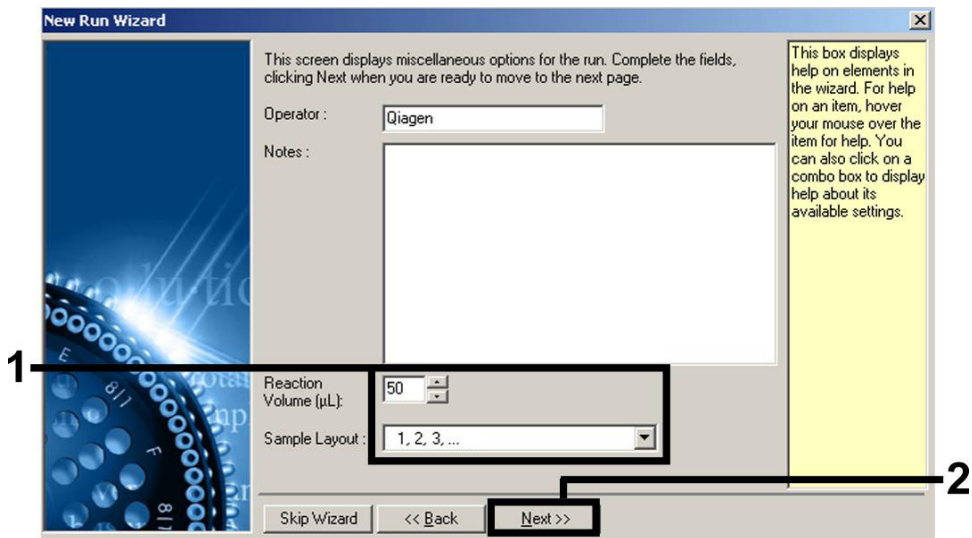 New Run Wizard
This screen displays miscellaneous options for the run. Complete the fields,
clicking Next when you are ready to move to the next page.
Operator :
Qiagen
Notes :
Reaction
Volume (µL):
50
Sample Layout :
1, 2, 3, ...
Skip Wizard
<< Back
Next >>
This box displays
help on elements in
the wizard. For help
on an item, hover
your mouse over the
item for help. You
can also click on a
combo box to display
help about its
available settings.
1
2
E
8/1
F
8/1